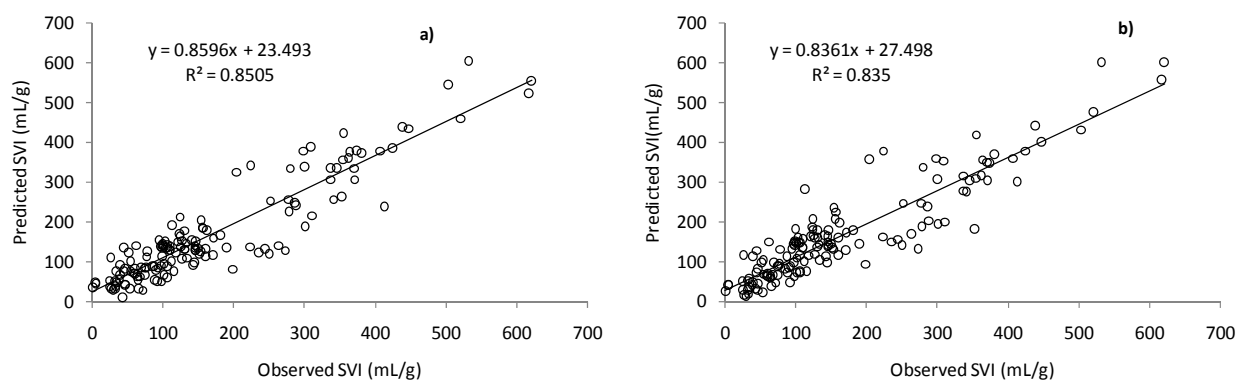 a)
y = 0.8596x + 23.493
R² = 0.8505
700
600
500
400
300
200
100
0
Predicted SVI (mL/g)
0 100 200 300 400 500 600 700
Observed SVI (mL/g)
b)
y = 0.8361x + 27.498
R² = 0.835
700
600
500
400
300
200
100
0
Predicted SVI(mL/g)
0 100 200 300 400 500 600 700
Observed SVI (mL/g)